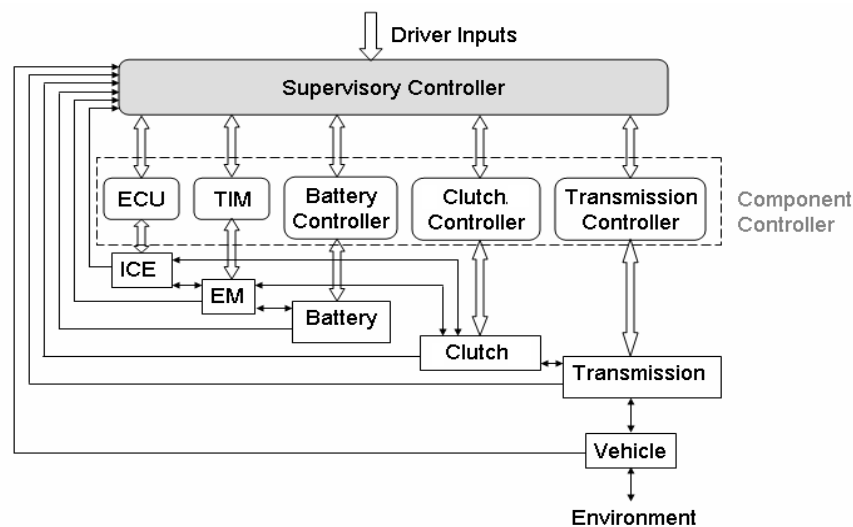 Driver Inputs
Supervisory Controller
ECU
TIM
Battery
Controller
Clutch
Controller
Transmission
Controller
Component
Controller
ICE
EM
Battery
Clutch
Transmission
Vehicle
Environment